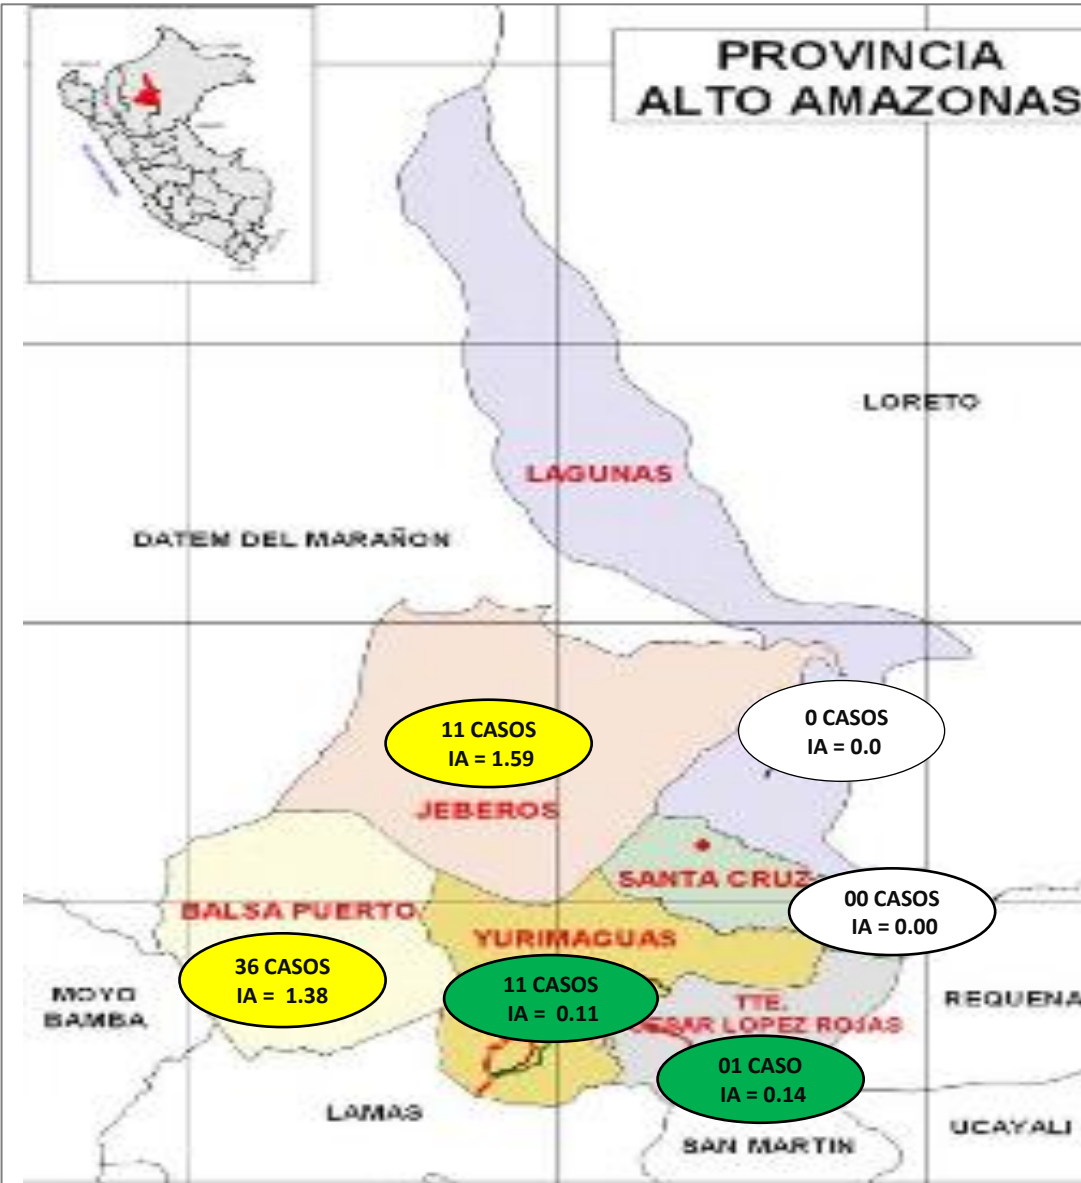 PROVINCIA
ALTO AMAZONAS
LORETO
LAGUNAS
DATEM DEL MARAÑON
0 CASOS
IA = 0.0
11 CASOS
IA = 1.59
JEBEROS
SANTA CRUZ
00 CASOS
IA = 0.00
BALSA PUERTO
YURIMAGUAS
36 CASOS
IA = 1.38
11 CASOS
IA = 0.11
MOYO
BAMBA
TTE.
ESAR LOPEZ ROJAS
REQUENA
01 CASO
IA = 0.14
LAMAS
SAN MARTIN
UCAYALI